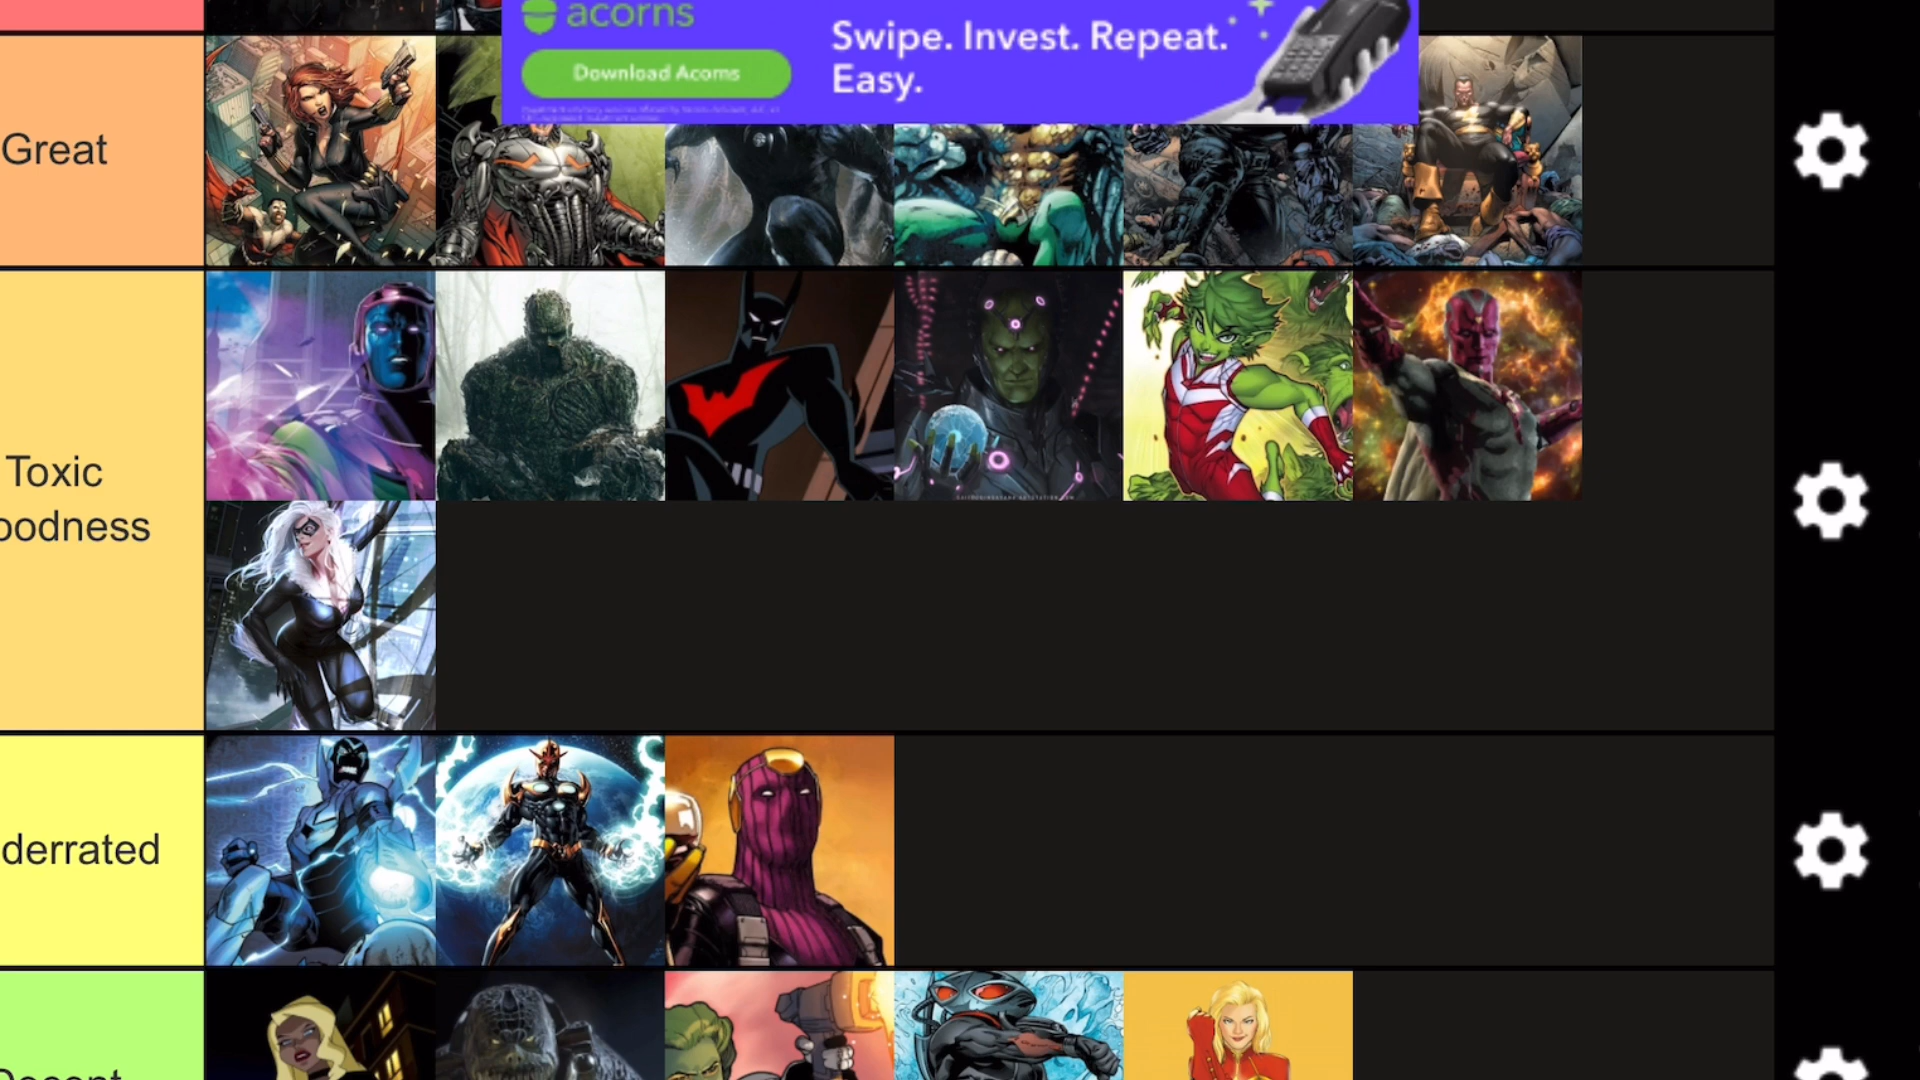 acorns
Download Acorns
Swipe. Invest. Repeat.
Easy.
Great
Toxic
oodness
derrated